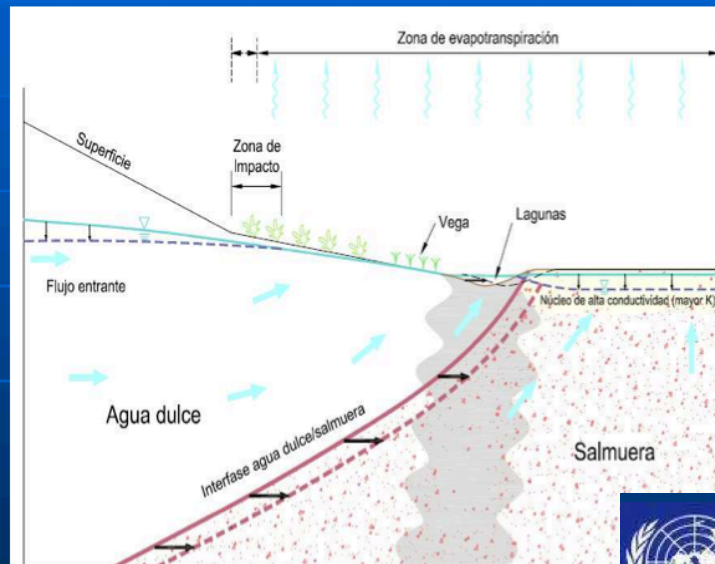 Zona de evapotranspiración
Superficie
Zona de
Impacto
Vega
Lagunas
Flujo entrante
Núcleo de alta conductividad (mayor K)
Agua dulce
Interfase agua dulce/salmuera
Salmuera